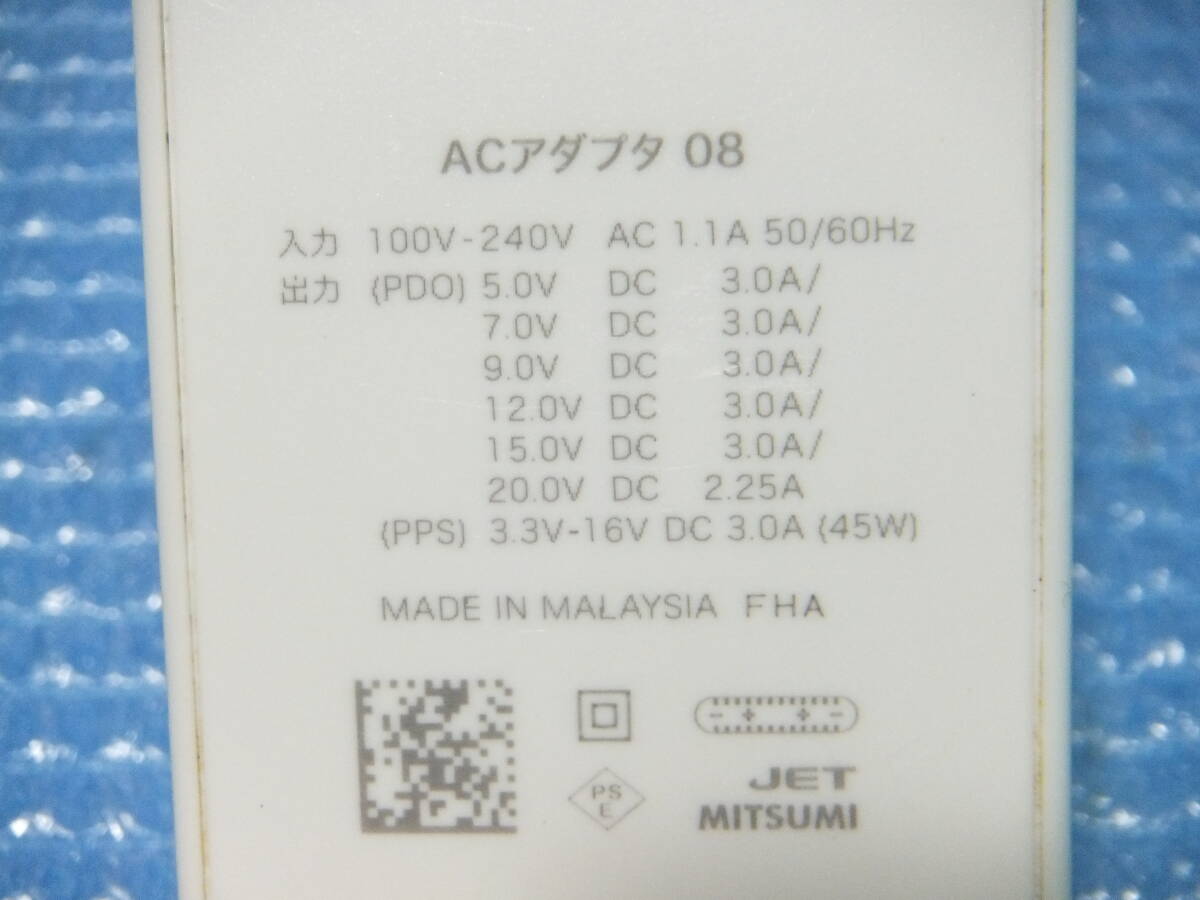 ACアダプタ 08
入力 100V-240V AC 1.1A 50/60Hz
出力 (PDO) 5.0V DC 3.0A/
7.0V DC 3.0A/
9.0V DC 3.0A/
12.0V DC 3.0A/
15.0V DC 3.0A/
20.0V DC 2.25A
(PPS) 3.3V-16V DC 3.0A (45W)
MADE IN MALAYSIA FHA
PS
E
JET
MITSUMI